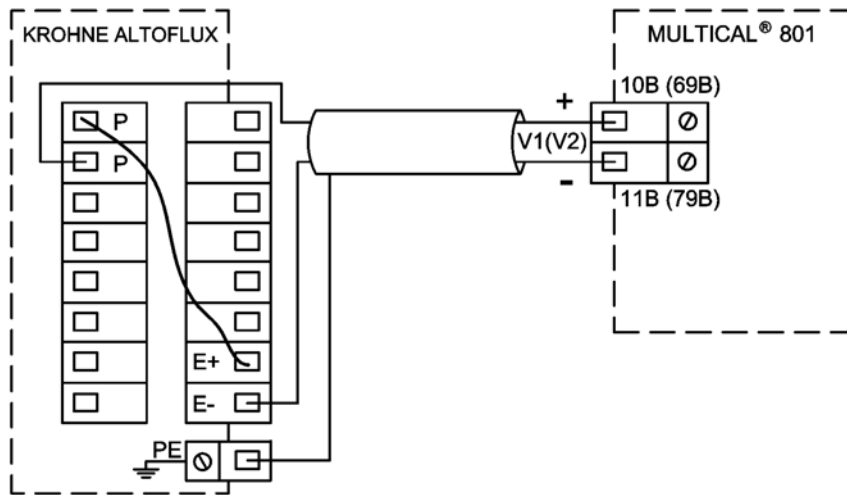 KROHNE ALTOFLUX
MULTICAL® 801
10B (69B)
+
P
V1(V2)
P
-
11B (79B)
E+
E-
PE